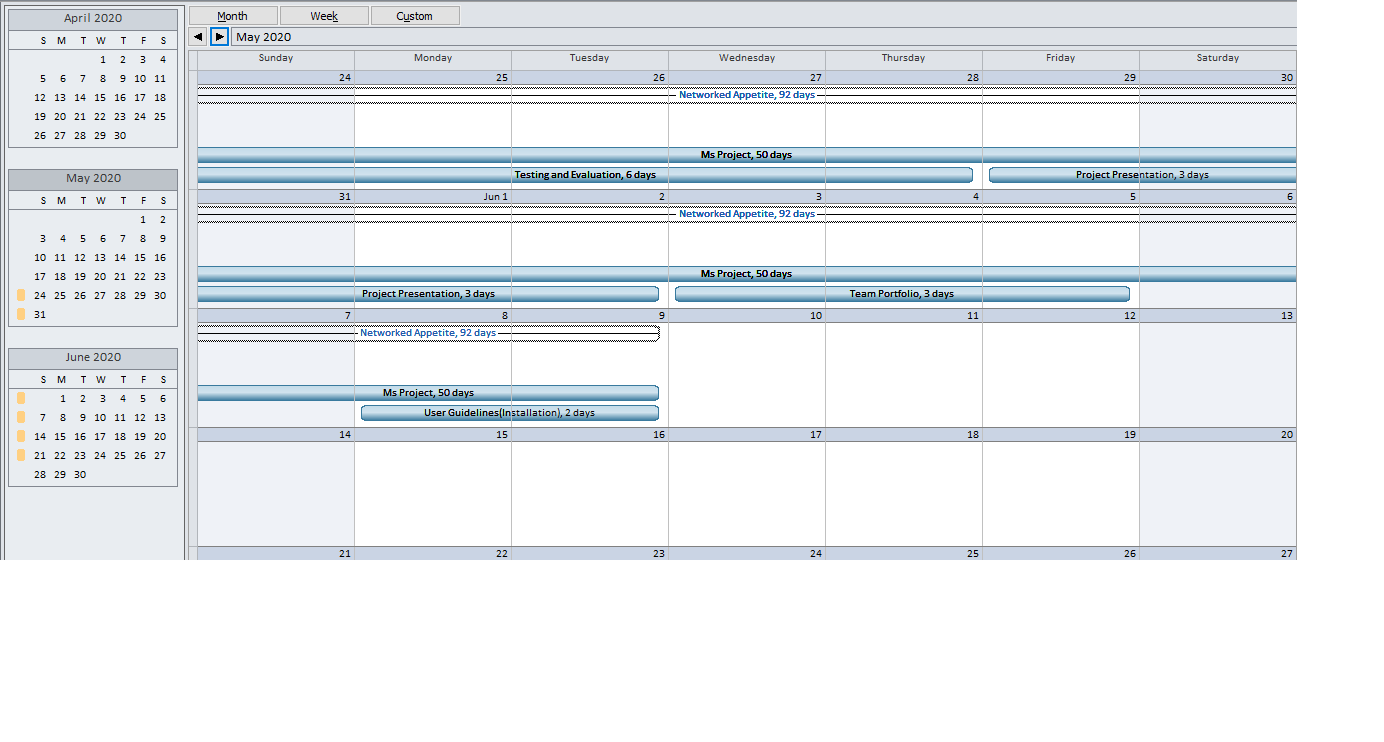 April 2020
S M T W T F S
1 2 3 4
5 6 7 8 9 10 11
12 13 14 15 16 17 18
19 20 21 22 23 24 25
26 27 28 29 30
May 2020
S M T W T F S
1 2
3 4 5 6 7 8 9
10 11 12 13 14 15 16
17 18 19 20 21 22 23
24 25 26 27 28 29 30
31
June 2020
S M T W T F S
1 2 3 4 5 6
7 8 9 10 11 12 13
14 15 16 17 18 19 20
21 22 23 24 25 26 27
28 29 30
Month Week Custom
May 2020
Sunday Monday Tuesday Wednesday Thursday Friday Saturday
24 25 26 27 28 29 30
Networked Appetite, 92 days
Ms Project, 50 days
Testing and Evaluation, 6 days Project Presentation, 3 days
31 Jun 1 2 3 4 5 6
Networked Appetite, 92 days
Ms Project, 50 days
Project Presentation, 3 days Team Portfolio, 3 days
7 8 9 10 11 12 13
Networked Appetite, 92 days
Ms Project, 50 days
User Guidelines(Installation), 2 days
14 15 16 17 18 19 20
21 22 23 24 25 26 27